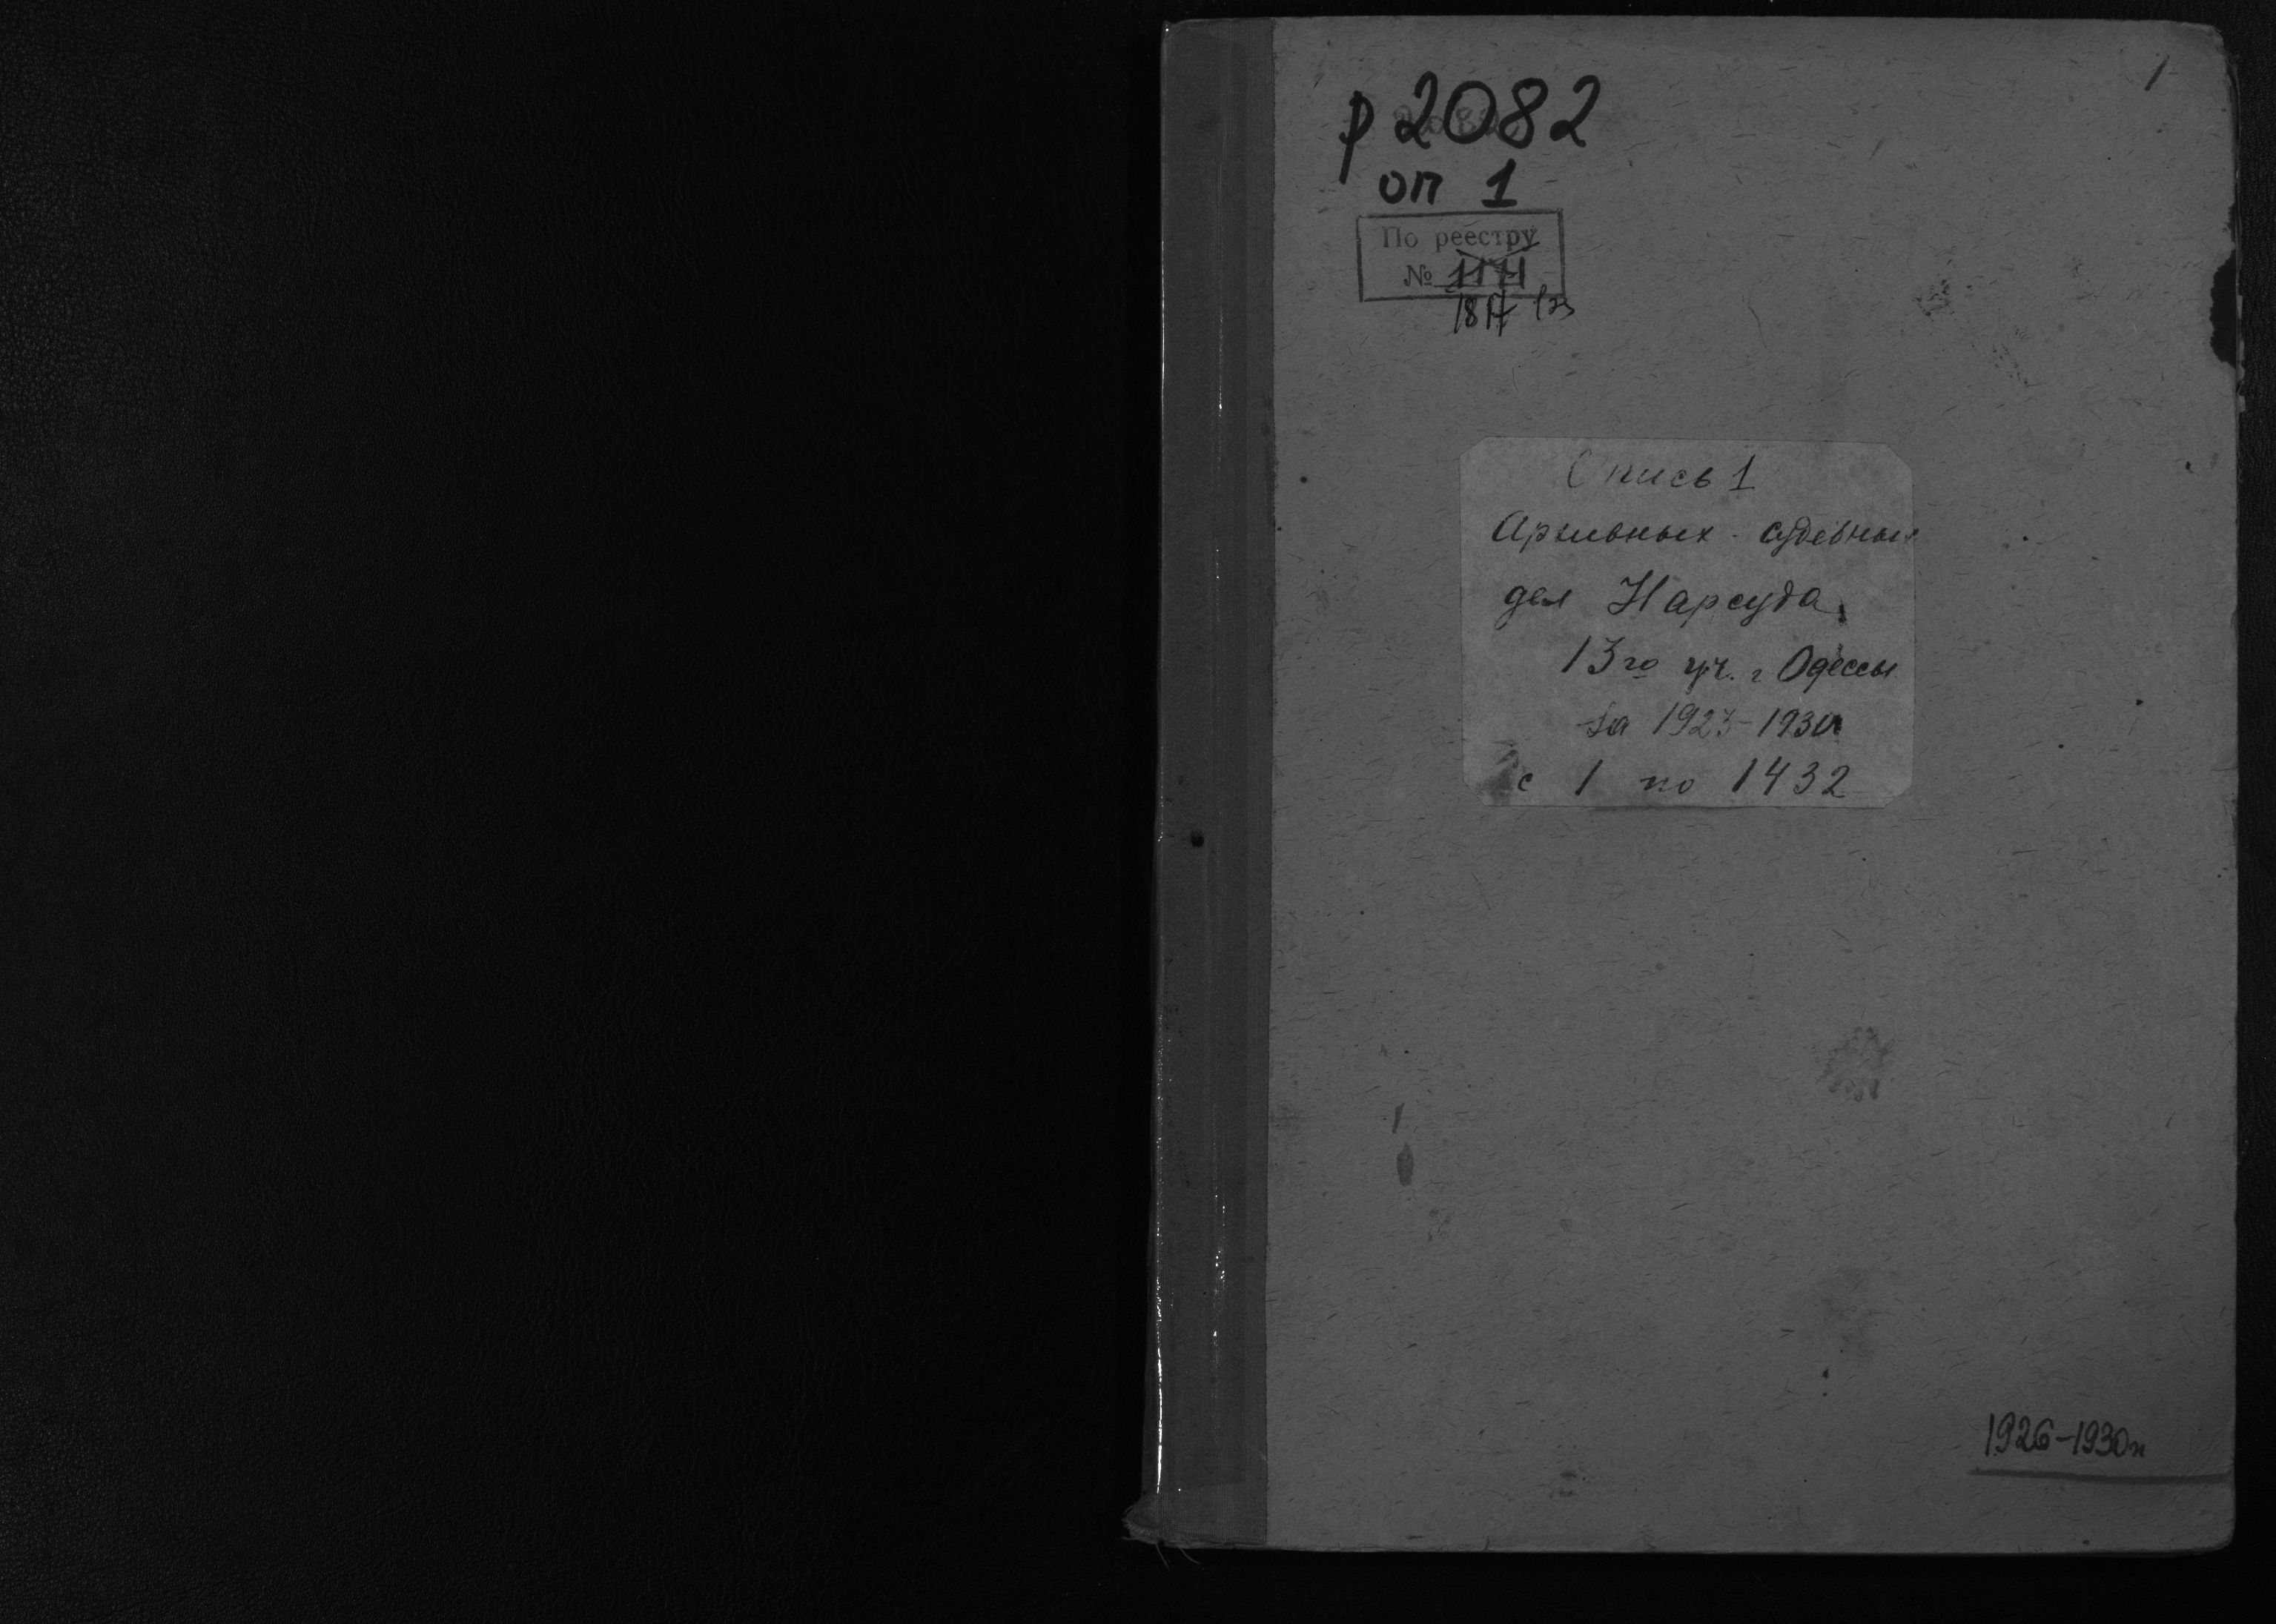 1
р 2082
оп 1
По реестру
№ 1171
1817
Опись 1
Архивных судебных
дел Нарсуда
13го уч. г Одессы
за 1923-1930
с 1 по 1432
1926-1930